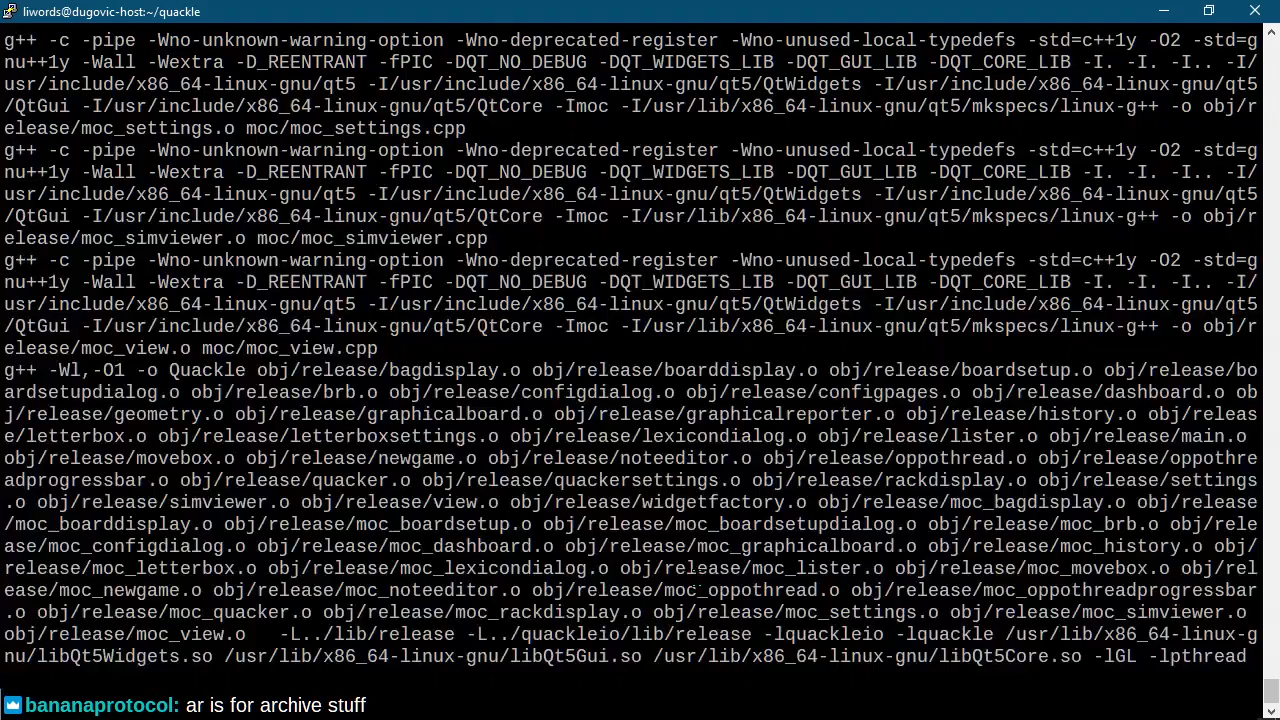 liwords@dugovic-host:~/quackle
g++ -c -pipe -Wno-unknown-warning-option -Wno-deprecated-register -Wno-unused-local-typedefs -std=c++1y -O2 -std=g
nu++1y -Wall -Wextra -D_REENTRANT -fPIC -DQT_NO_DEBUG -DQT_WIDGETS_LIB -DQT_GUI_LIB -DQT_CORE_LIB -I. -I. -I.. -I/
usr/include/x86_64-linux-gnu/qt5 -I/usr/include/x86_64-linux-gnu/qt5/QtWidgets -I/usr/include/x86_64-linux-gnu/qt5
/QtGui -I/usr/include/x86_64-linux-gnu/qt5/QtCore -Imoc -I/usr/lib/x86_64-linux-gnu/qt5/mkspecs/linux-g++ -o obj/r
elease/moc_settings.o moc/moc_settings.cpp
g++ -c -pipe -Wno-unknown-warning-option -Wno-deprecated-register -Wno-unused-local-typedefs -std=c++1y -O2 -std=g
nu++1y -Wall -Wextra -D_REENTRANT -fPIC -DQT_NO_DEBUG -DQT_WIDGETS_LIB -DQT_GUI_LIB -DQT_CORE_LIB -I. -I. -I.. -I/
usr/include/x86_64-linux-gnu/qt5 -I/usr/include/x86_64-linux-gnu/qt5/QtWidgets -I/usr/include/x86_64-linux-gnu/qt5
/QtGui -I/usr/include/x86_64-linux-gnu/qt5/QtCore -Imoc -I/usr/lib/x86_64-linux-gnu/qt5/mkspecs/linux-g++ -o obj/r
elease/moc_simviewer.o moc/moc_simviewer.cpp
g++ -c -pipe -Wno-unknown-warning-option -Wno-deprecated-register -Wno-unused-local-typedefs -std=c++1y -O2 -std=g
nu++1y -Wall -Wextra -D_REENTRANT -fPIC -DQT_NO_DEBUG -DQT_WIDGETS_LIB -DQT_GUI_LIB -DQT_CORE_LIB -I. -I. -I.. -I/
usr/include/x86_64-linux-gnu/qt5 -I/usr/include/x86_64-linux-gnu/qt5/QtWidgets -I/usr/include/x86_64-linux-gnu/qt5
/QtGui -I/usr/include/x86_64-linux-gnu/qt5/QtCore -Imoc -I/usr/lib/x86_64-linux-gnu/qt5/mkspecs/linux-g++ -o obj/r
elease/moc_view.o moc/moc_view.cpp
g++ -Wl,-O1 -o Quackle obj/release/bagdisplay.o obj/release/boarddisplay.o obj/release/boardsetup.o obj/release/bo
ardsetupdialog.o obj/release/brb.o obj/release/configdialog.o obj/release/configpages.o obj/release/dashboard.o ob
j/release/geometry.o obj/release/graphicalboard.o obj/release/graphicalreporter.o obj/release/history.o obj/releas
e/letterbox.o obj/release/letterboxsettings.o obj/release/lexicondialog.o obj/release/lister.o obj/release/main.o 
obj/release/movebox.o obj/release/newgame.o obj/release/noteeditor.o obj/release/oppothread.o obj/release/oppothre
adprogressbar.o obj/release/quacker.o obj/release/quackersettings.o obj/release/rackdisplay.o obj/release/settings
.o obj/release/simviewer.o obj/release/view.o obj/release/widgetfactory.o obj/release/moc_bagdisplay.o obj/release
/moc_boarddisplay.o obj/release/moc_boardsetup.o obj/release/moc_boardsetupdialog.o obj/release/moc_brb.o obj/rele
ase/moc_configdialog.o obj/release/moc_dashboard.o obj/release/moc_graphicalboard.o obj/release/moc_history.o obj/
release/moc_letterbox.o obj/release/moc_lexicondialog.o obj/release/moc_lister.o obj/release/moc_movebox.o obj/rel
ease/moc_newgame.o obj/release/moc_noteeditor.o obj/release/moc_oppothread.o obj/release/moc_oppothreadprogressbar
.o obj/release/moc_quacker.o obj/release/moc_rackdisplay.o obj/release/moc_settings.o obj/release/moc_simviewer.o 
obj/release/moc_view.o   -L../lib/release -L../quackleio/lib/release -lquackleio -lquackle /usr/lib/x86_64-linux-g
nu/libQt5Widgets.so /usr/lib/x86_64-linux-gnu/libQt5Gui.so /usr/lib/x86_64-linux-gnu/libQt5Core.so -lGL -lpthread
bananaprotocol: ar is for archive stuff